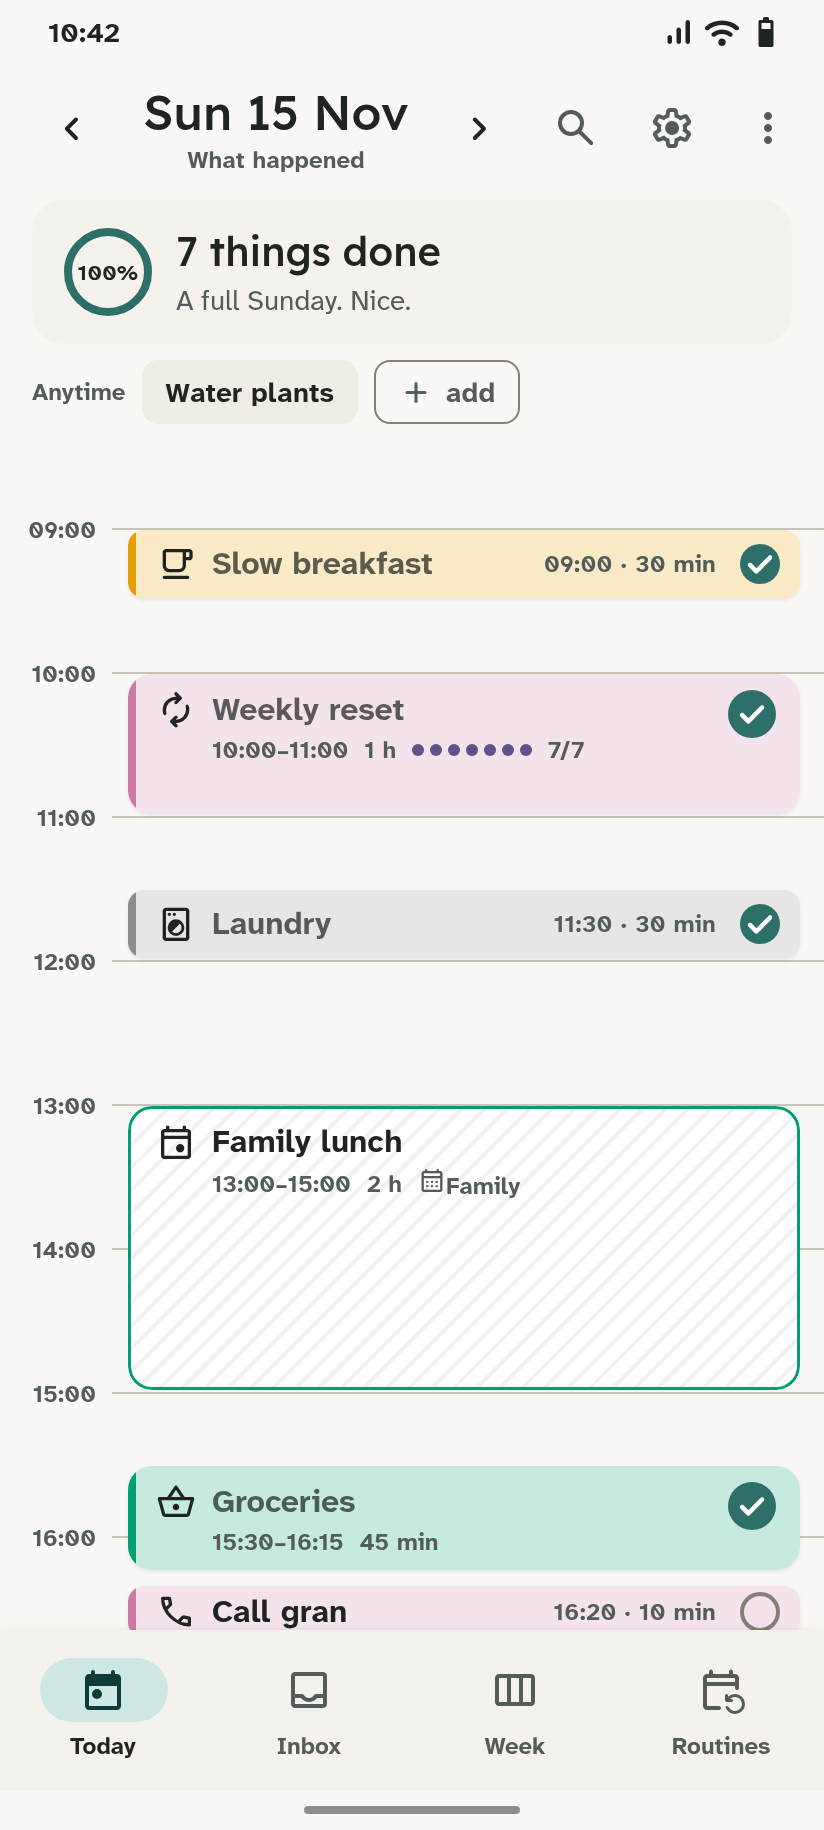 10:42
Sun 15 Nov
What happened
100%
7 things done
A full Sunday. Nice.
Anytime
Water plants
+ add
09:00
Slow breakfast 09:00 · 30 min
10:00
Weekly reset
10:00–11:00 1 h 7/7
11:00
Laundry 11:30 · 30 min
12:00
13:00
Family lunch
13:00–15:00 2 h Family
14:00
15:00
Groceries
15:30–16:15 45 min
16:00
Call gran 16:20 · 10 min
Today
Inbox
Week
Routines